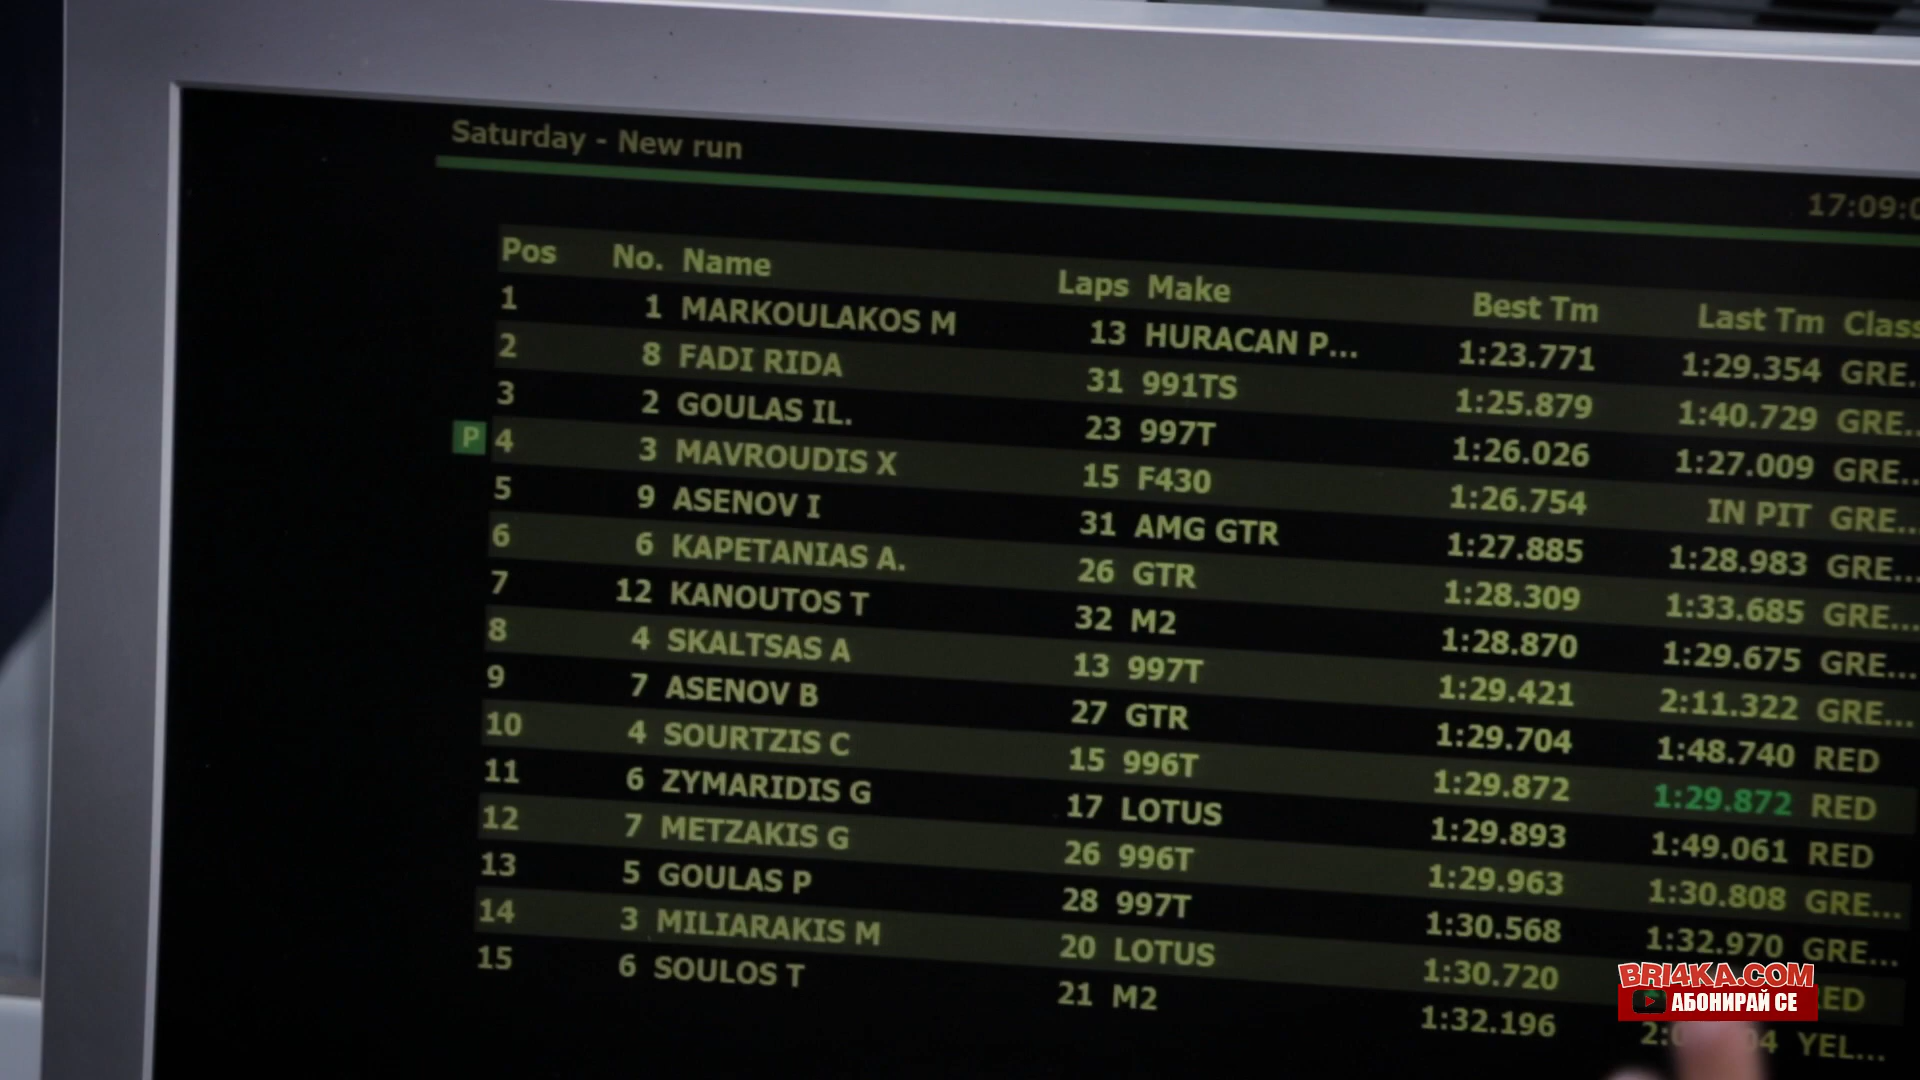 Saturday - New run
17:09:0
Pos No. Name Laps Make Best Tm Last Tm Class
1 1 MARKOULAKOS M 13 HURACAN P... 1:23.771 1:29.354 GRE...
2 8 FADI RIDA 31 991TS 1:25.879 1:40.729 GRE...
3 2 GOULAS IL. 23 997T 1:26.026 1:27.009 GRE...
P 4 3 MAVROUDIS X 15 F430 1:26.754 IN PIT GRE...
5 9 ASENOV I 31 AMG GTR 1:27.885 1:28.983 GRE...
6 6 KAPETANIAS A. 26 GTR 1:28.309 1:33.685 GRE...
7 12 KANOUTOS T 32 M2 1:28.870 1:29.675 GRE...
8 4 SKALTSAS A 13 997T 1:29.421 2:11.322 GRE...
9 7 ASENOV B 27 GTR 1:29.704 1:48.740 RED
10 4 SOURTZIS C 15 996T 1:29.872 1:29.872 RED
11 6 ZYMARIDIS G 17 LOTUS 1:29.893 1:49.061 RED
12 7 METZAKIS G 26 996T 1:29.963 1:30.808 GRE...
13 5 GOULAS P 28 997T 1:30.568 1:32.970 GRE...
14 3 MILIARAKIS M 20 LOTUS 1:30.720
15 6 SOULOS T 21 M2 1:32.196 YEL...
BRI4KA.COM
АБОНИРАЙ СЕ